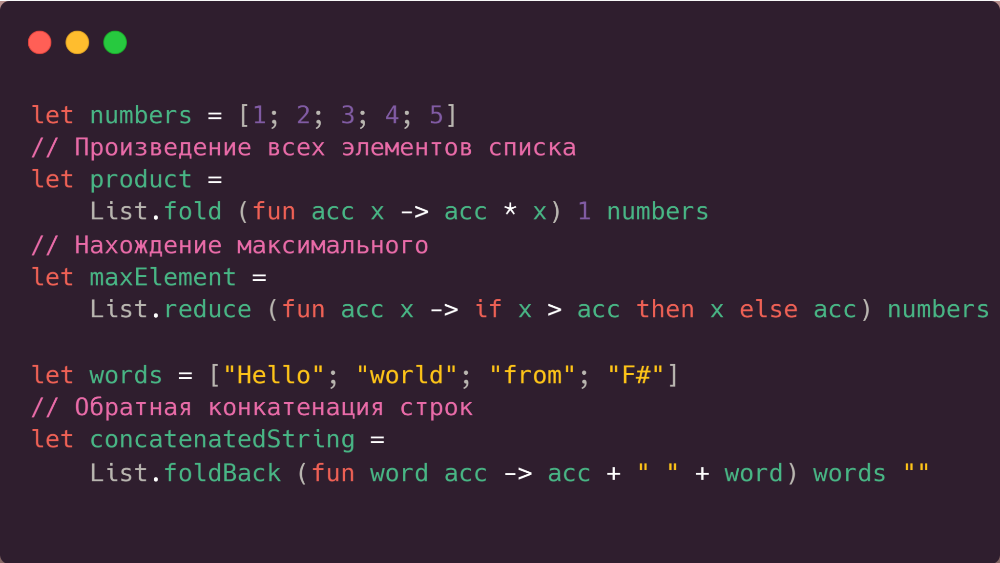 let numbers = [1; 2; 3; 4; 5]
// Произведение всех элементов списка
let product =
    List.fold (fun acc x -> acc * x) 1 numbers
// Нахождение максимального
let maxElement =
    List.reduce (fun acc x -> if x > acc then x else acc) numbers

let words = ["Hello"; "world"; "from"; "F#"]
// Обратная конкатенация строк
let concatenatedString =
    List.foldBack (fun word acc -> acc + " " + word) words ""